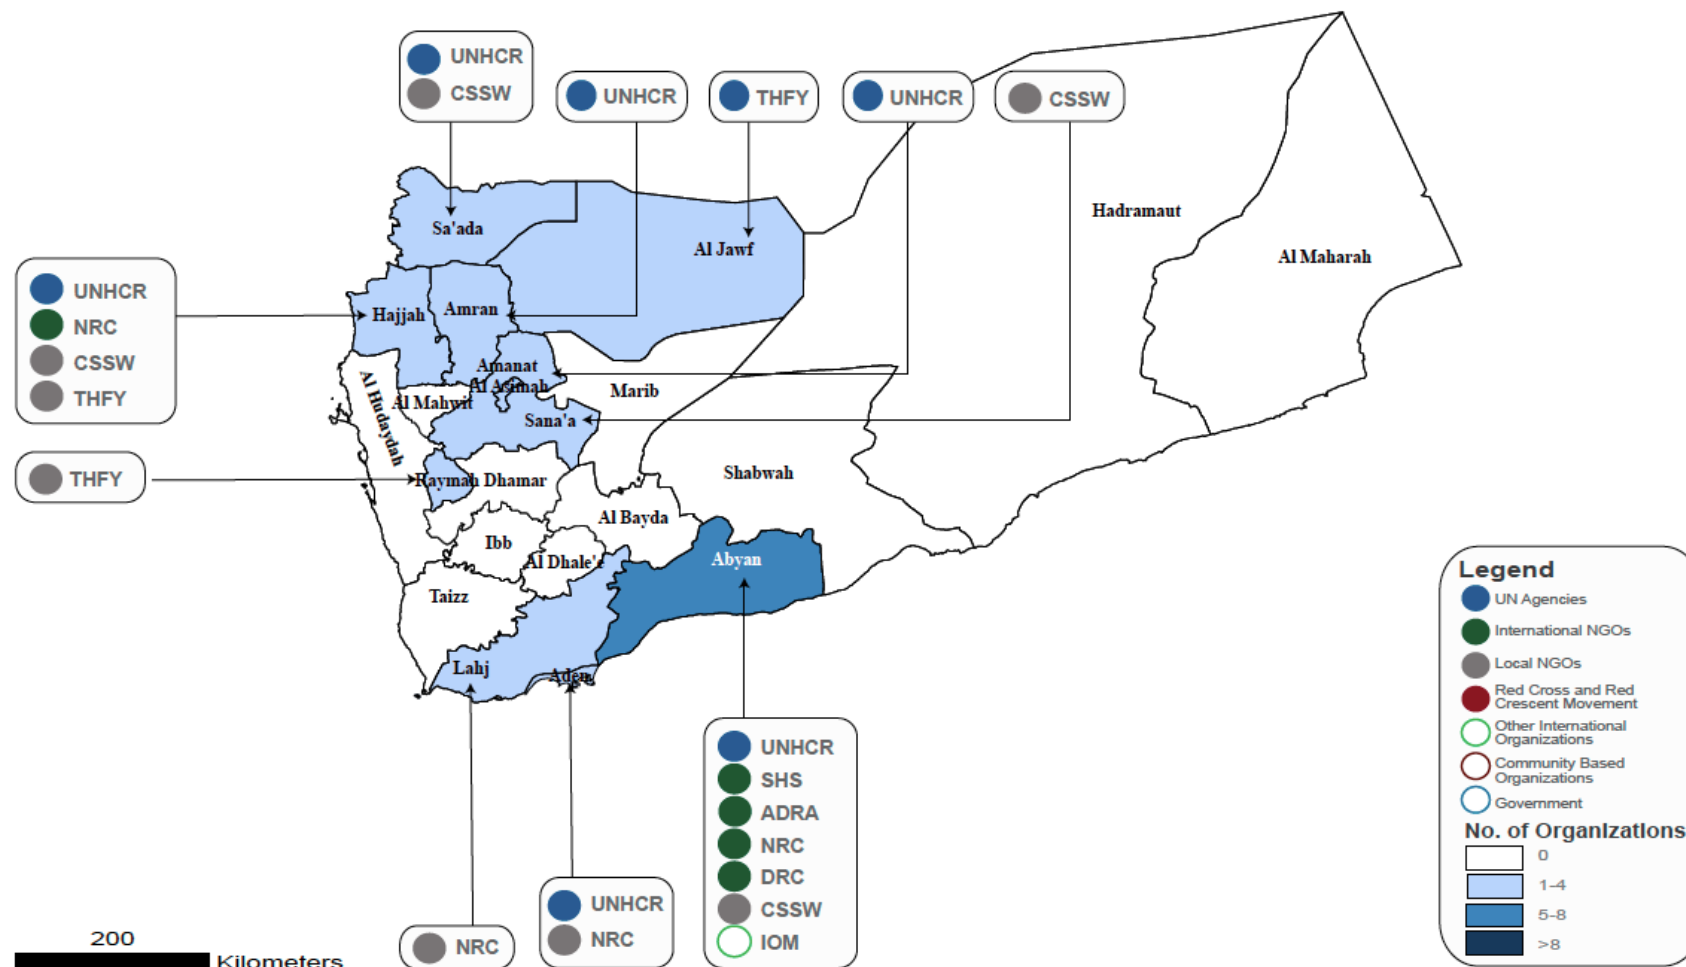 UNHCR
CSSW
UNHCR
THFY
UNHCR
CSSW
Hadramaut
Sa'ada
Al Jawf
Al Maharah
UNHCR
NRC
CSSW
THFY
Hajjah
Amran
Amanat
Al Asimah
Marib
Al Hudaydah
Al Mahwit
Sana'a
THFY
Raymah
Dhamar
Shabwah
Al Bayda
Ibb
Al Dhale'e
Abyan
Taizz
Lahj
Aden
UNHCR
SHS
ADRA
NRC
DRC
CSSW
IOM
UNHCR
NRC
NRC
200
Kilometers
Legend
UN Agencies
International NGOs
Local NGOs
Red Cross and Red
Crescent Movement
Other International
Organizations
Community Based
Organizations
Government
No. of Organizations
0
1-4
5-8
>8